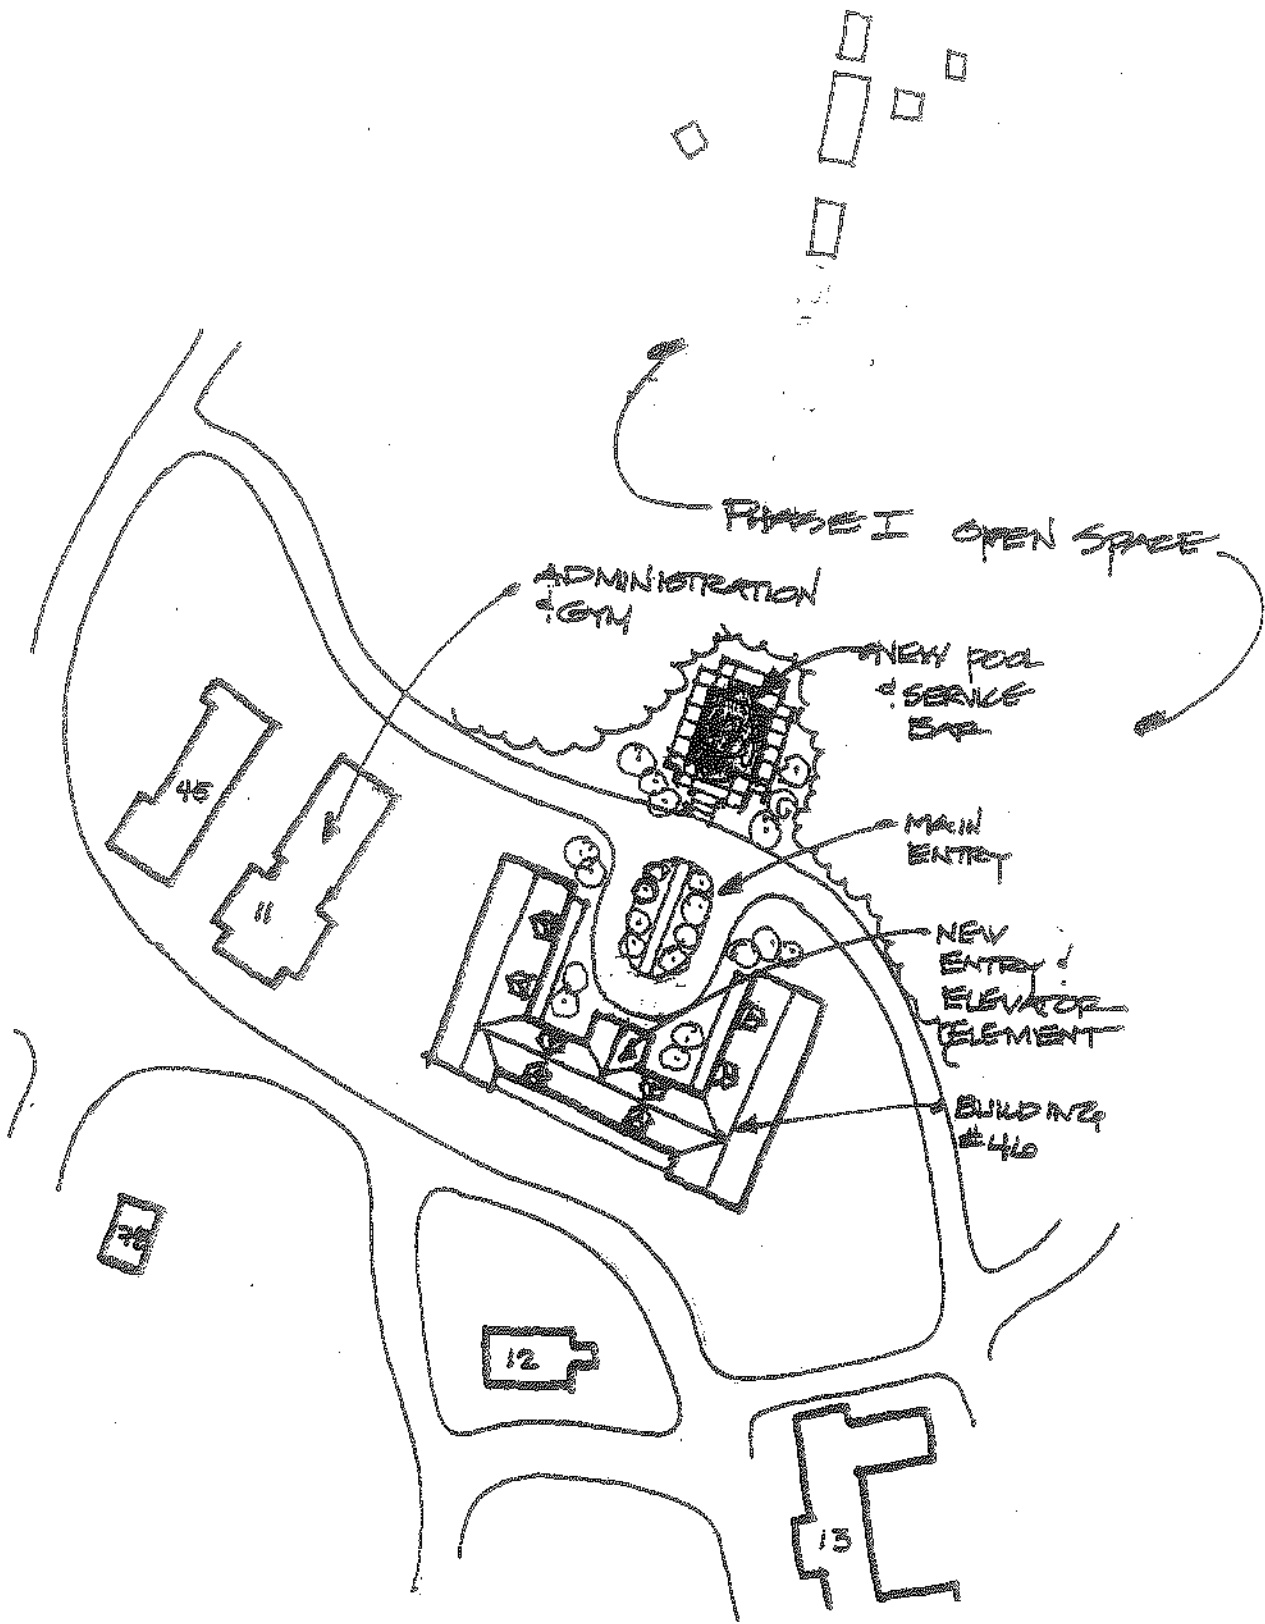 PHASE I OPEN SPACE
ADMINISTRATION
& GYM
NEW POOL
& SERVICE
BAR
45
MAIN
ENTRY
11
NEW
ENTRY &
ELEVATOR
ELEMENT
BUILDING
#46
12
13